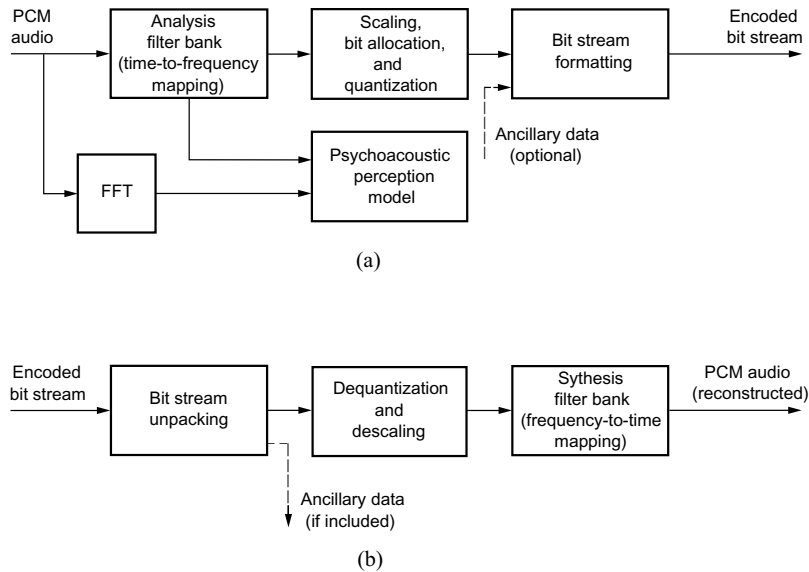 PCM
audio
Analysis
filter bank
(time-to-frequency
mapping)
Scaling,
bit allocation,
and
quantization
Bit stream
formatting
Encoded
bit stream
Ancillary data
(optional)
FFT
Psychoacoustic
perception
model
(a)
Encoded
bit stream
Bit stream
unpacking
Dequantization
and
descaling
Sythesis
filter bank
(frequency-to-time
mapping)
PCM audio
(reconstructed)
Ancillary data
(if included)
(b)